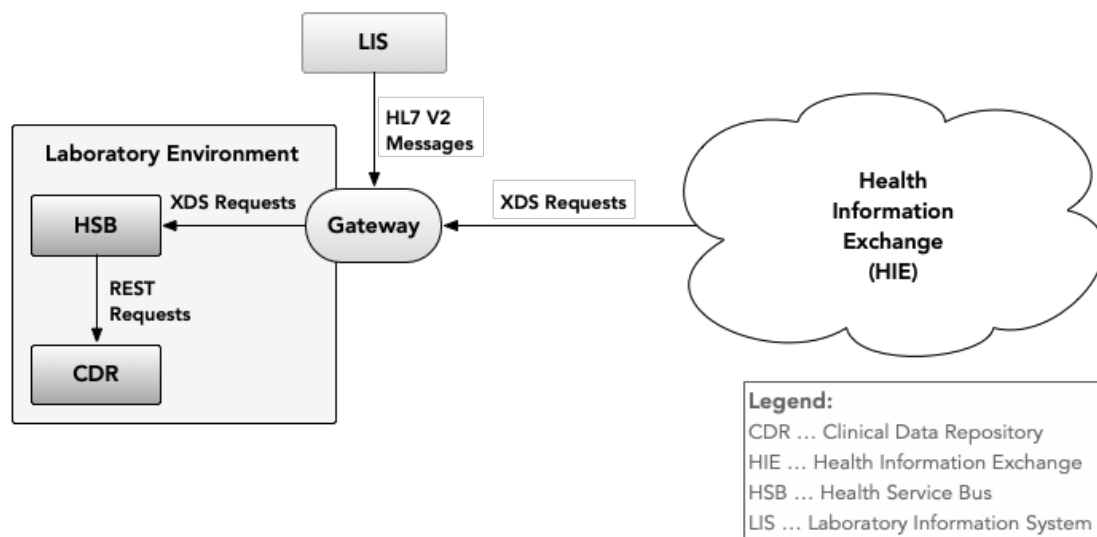 LIS
HL7 V2
Messages
Laboratory Environment
XDS Requests
HSB
Gateway
XDS Requests
REST
Requests
CDR
Health
Information
Exchange
(HIE)
Legend:
CDR ... Clinical Data Repository
HIE ... Health Information Exchange
HSB ... Health Service Bus
LIS ... Laboratory Information System